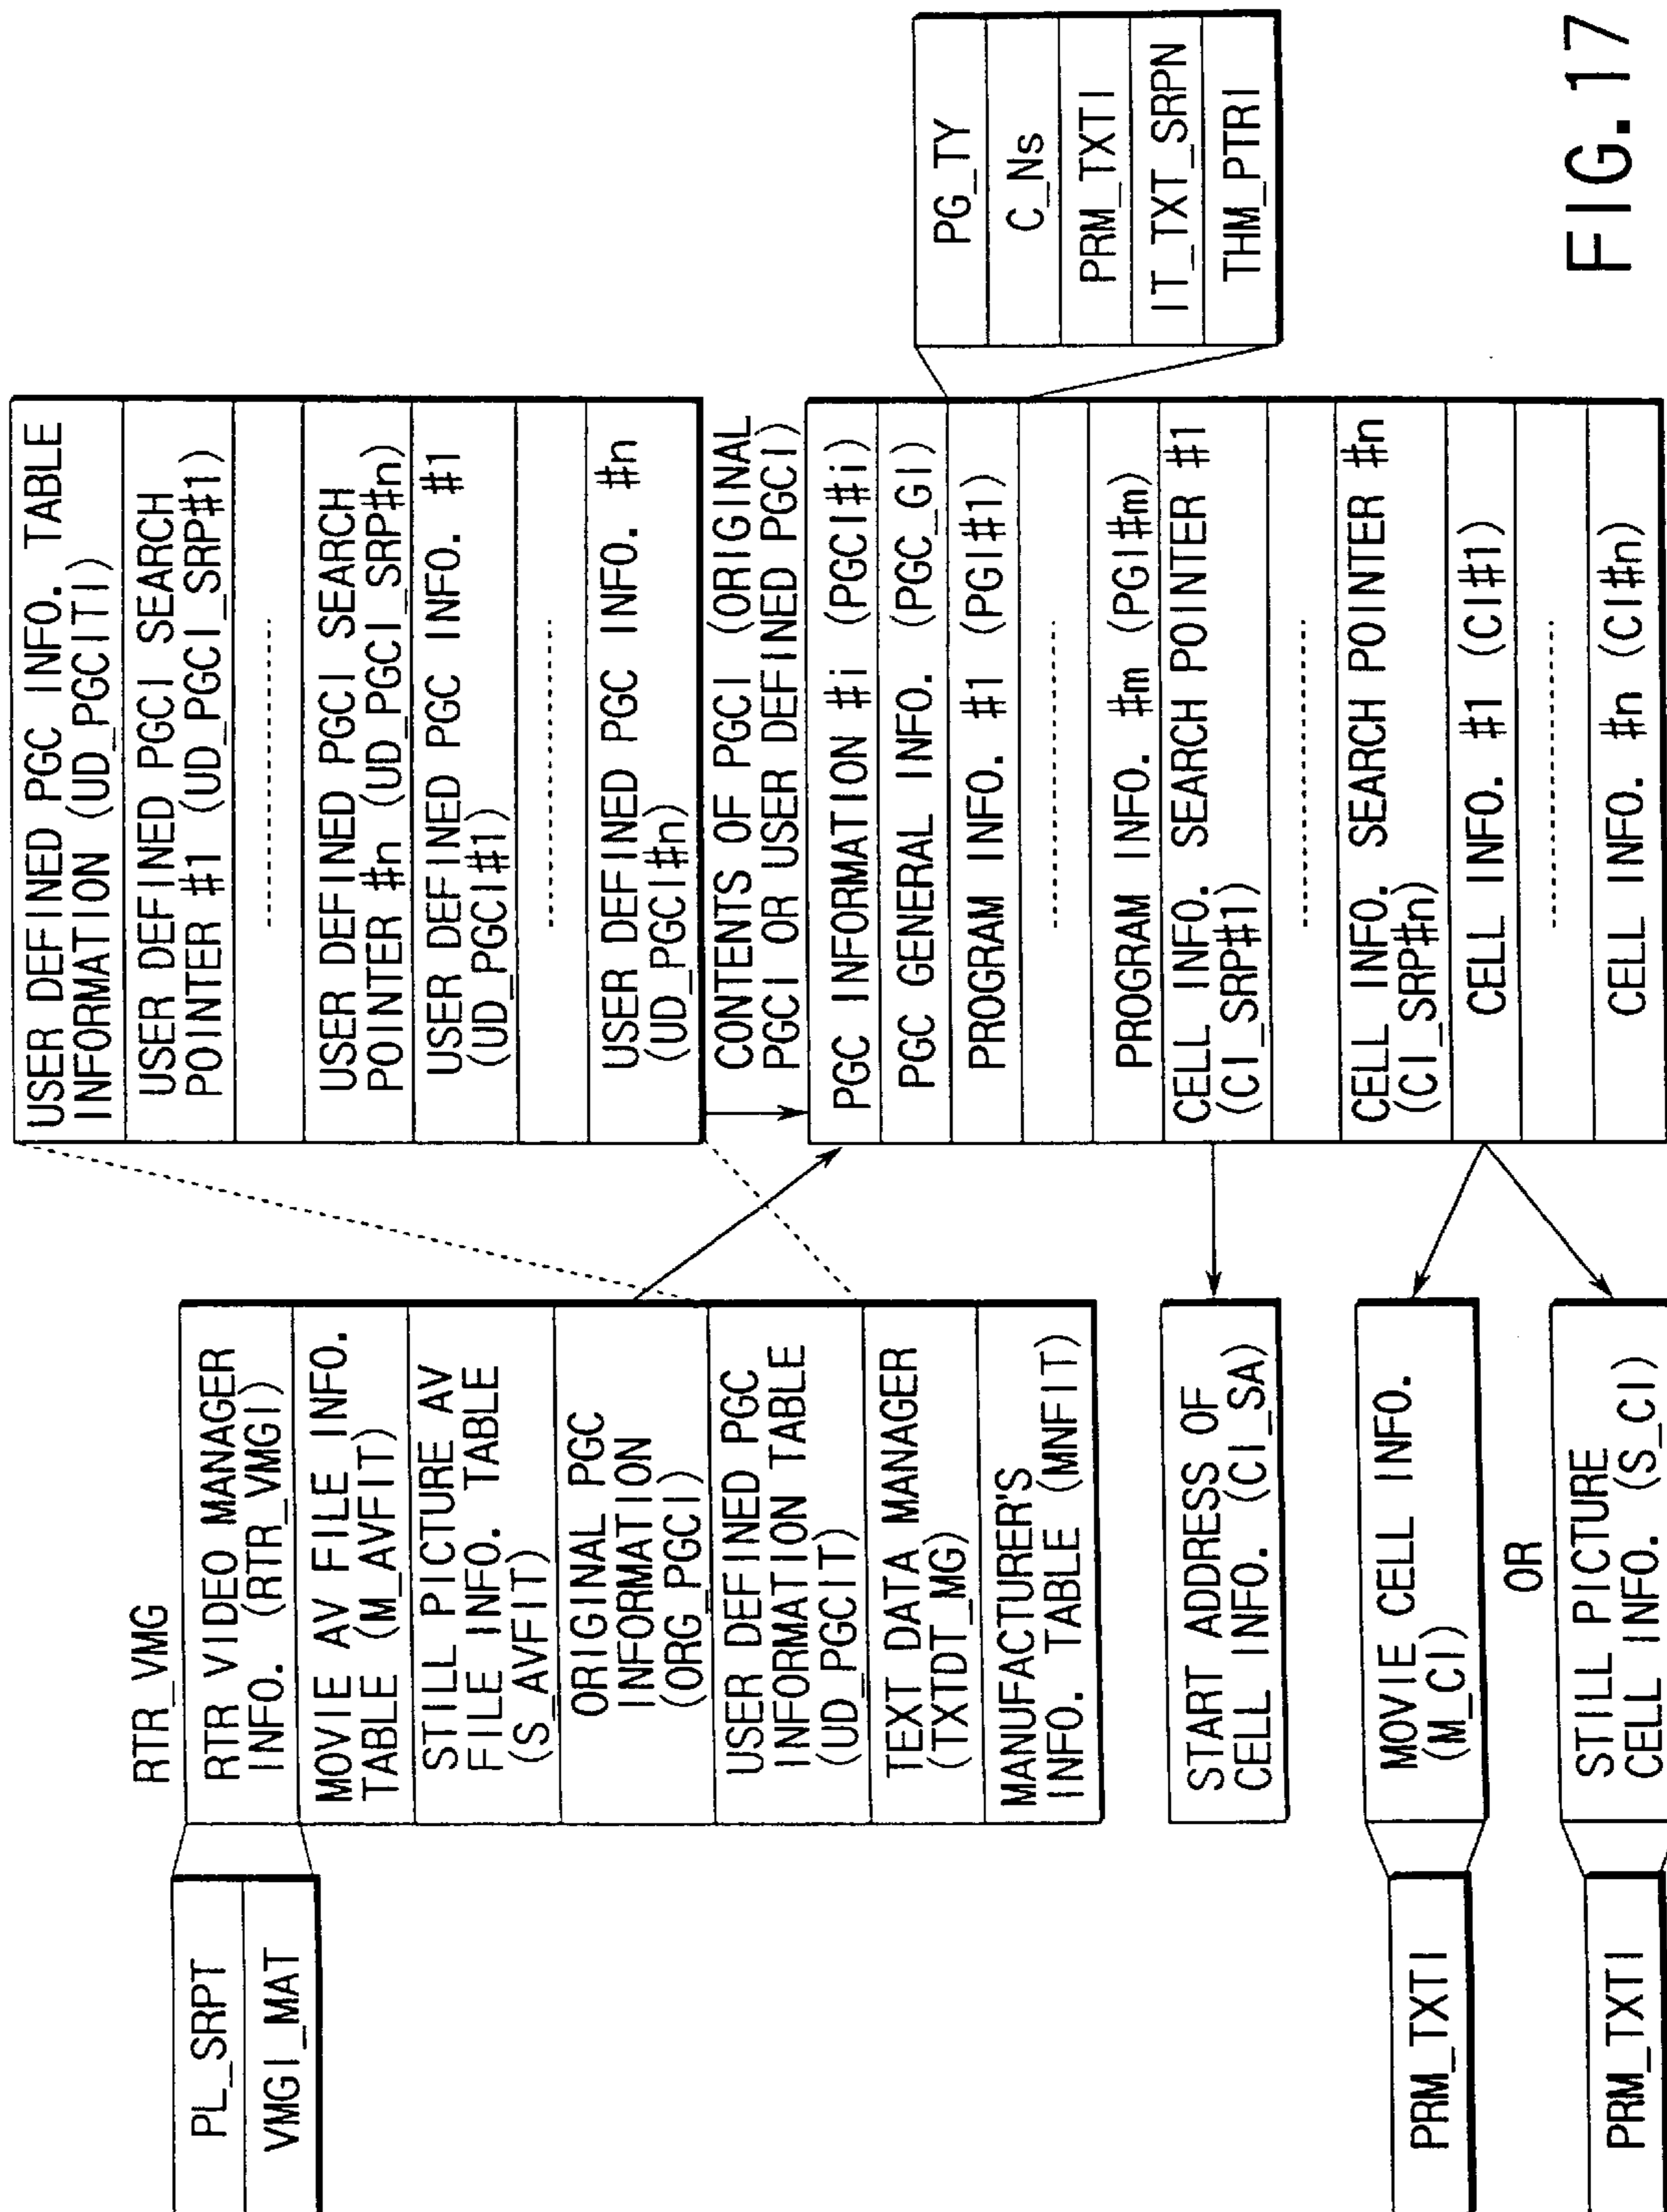 PL_SRPT
VMGI_MAT
RTR_VMG
RTR VIDEO MANAGER
INFO. (RTR_VMGI)
MOVIE AV FILE INFO.
TABLE (M_AVFIT)
STILL PICTURE AV
FILE INFO. TABLE
(S_AVFIT)
ORIGINAL PGC
INFORMATION
(ORG_PGCI)
USER DEFINED PGC
INFORMATION TABLE
(UD_PGCIT)
TEXT DATA MANAGER
(TXTDT_MG)
MANUFACTURER'S
INFO. TABLE (MNFIT)
START ADDRESS OF
CELL INFO. (CI_SA)
PRM_TXTI
MOVIE CELL INFO.
(M_CI)
OR
PRM_TXTI
STILL PICTURE
CELL INFO. (S_CI)
USER DEFINED PGC INFO. TABLE
INFORMATION (UD_PGCITI)
USER DEFINED PGCI SEARCH
POINTER #1 (UD_PGCI_SRP#1)
USER DEFINED PGCI SEARCH
POINTER #n (UD_PGCI_SRP#n)
USER DEFINED PGC INFO. #1
(UD_PGCI#1)
USER DEFINED PGC INFO. #n
(UD_PGCI#n)
CONTENTS OF PGCI (ORIGINAL
PGCI OR USER DEFINED PGCI)
PGC INFORMATION #i (PGCI#i)
PGC GENERAL INFO. (PGC_GI)
PROGRAM INFO. #1 (PGI#1)
PROGRAM INFO. #m (PGI#m)
CELL INFO. SEARCH POINTER #1
(CI_SRP#1)
CELL INFO. SEARCH POINTER #n
(CI_SRP#n)
CELL INFO. #1 (CI#1)
CELL INFO. #n (CI#n)
PG_TY
C_Ns
PRM_TXTI
IT_TXT_SRPN
THM_PTRI
FIG. 17